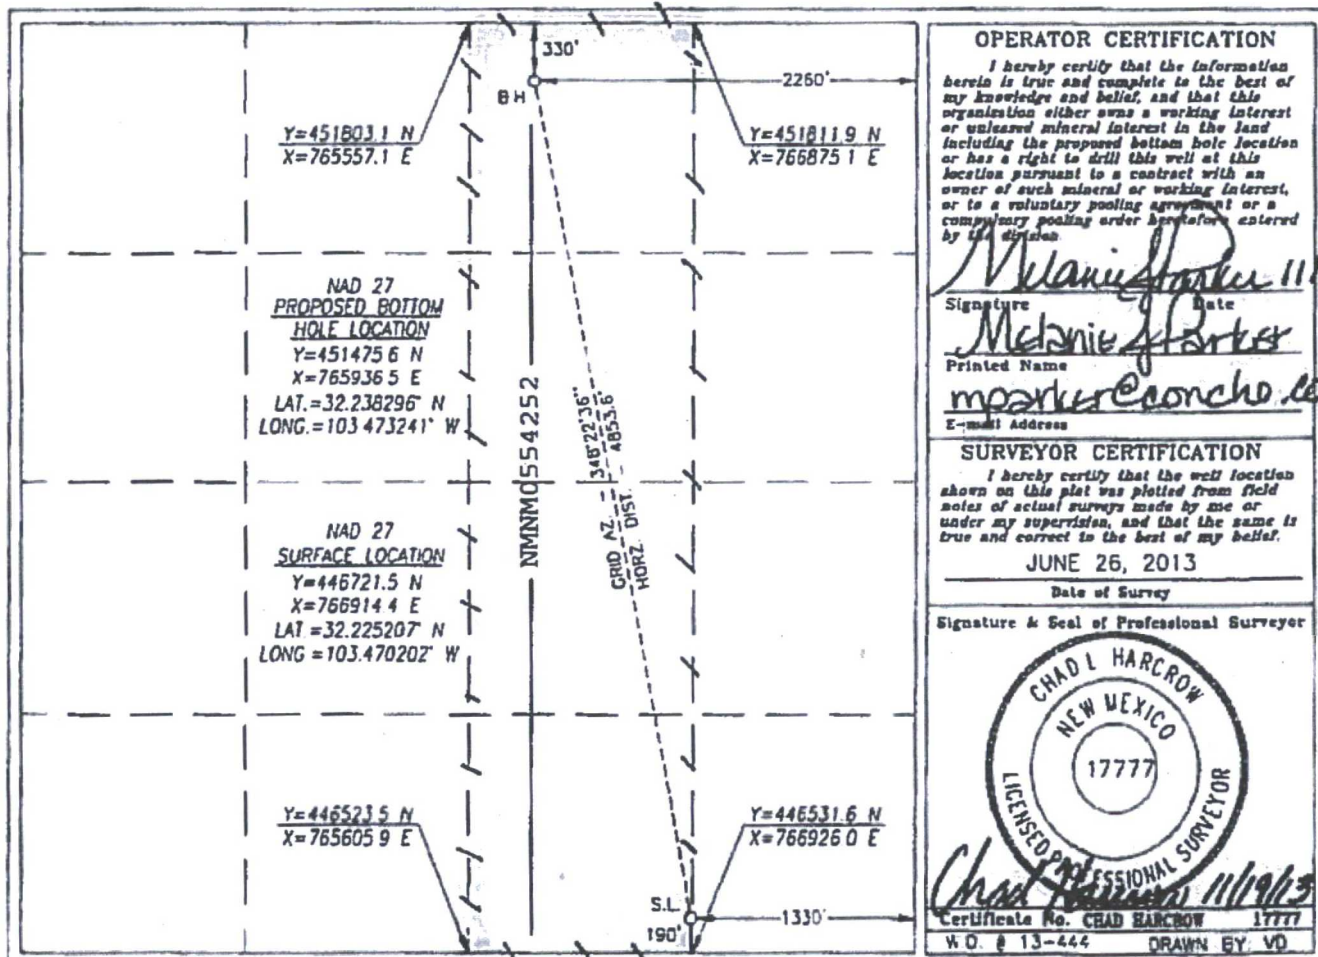 330'
2260'
B.H.
Y=451803.1 N
X=765557.1 E
Y=451811.9 N
X=766875.1 E
NAD 27
PROPOSED BOTTOM
HOLE LOCATION
Y=451475.6 N
X=765936.5 E
LAT.=32.238296° N
LONG.=103.473241° W
NMNM0554252
GRID AZ. - 348°22'36"
HORZ. DIST. - 4853.6'
NAD 27
SURFACE LOCATION
Y=446721.5 N
X=766914.4 E
LAT.=32.225207° N
LONG.=103.470202° W
Y=446523.5 N
X=765605.9 E
Y=446531.6 N
X=766926.0 E
S.L.
190'
1330'
OPERATOR CERTIFICATION
I hereby certify that the information
herein is true and complete to the best of
my knowledge and belief, and that this
organization either owns a working interest
or unleased mineral interest in the land
including the proposed bottom hole location
or has a right to drill this well at this
location pursuant to a contract with an
owner of such mineral or working interest,
or to a voluntary pooling agreement or a
compulsory pooling order heretofore entered
by the division.
Melanie J Parker 11/
Signature Date
Melanie J Parker
Printed Name
mparker@concho.co
E-mail Address
SURVEYOR CERTIFICATION
I hereby certify that the well location
shown on this plat was plotted from field
notes of actual surveys made by me or
under my supervision, and that the same is
true and correct to the best of my belief.
JUNE 26, 2013
Date of Survey
Signature & Seal of Professional Surveyor
CHAD L HARCROW
NEW MEXICO
17777
LICENSED PROFESSIONAL SURVEYOR
Chad Harcrow 11/19/13
Certificate No. CHAD HARCROW 17777
W.O. # 13-444 DRAWN BY: VD